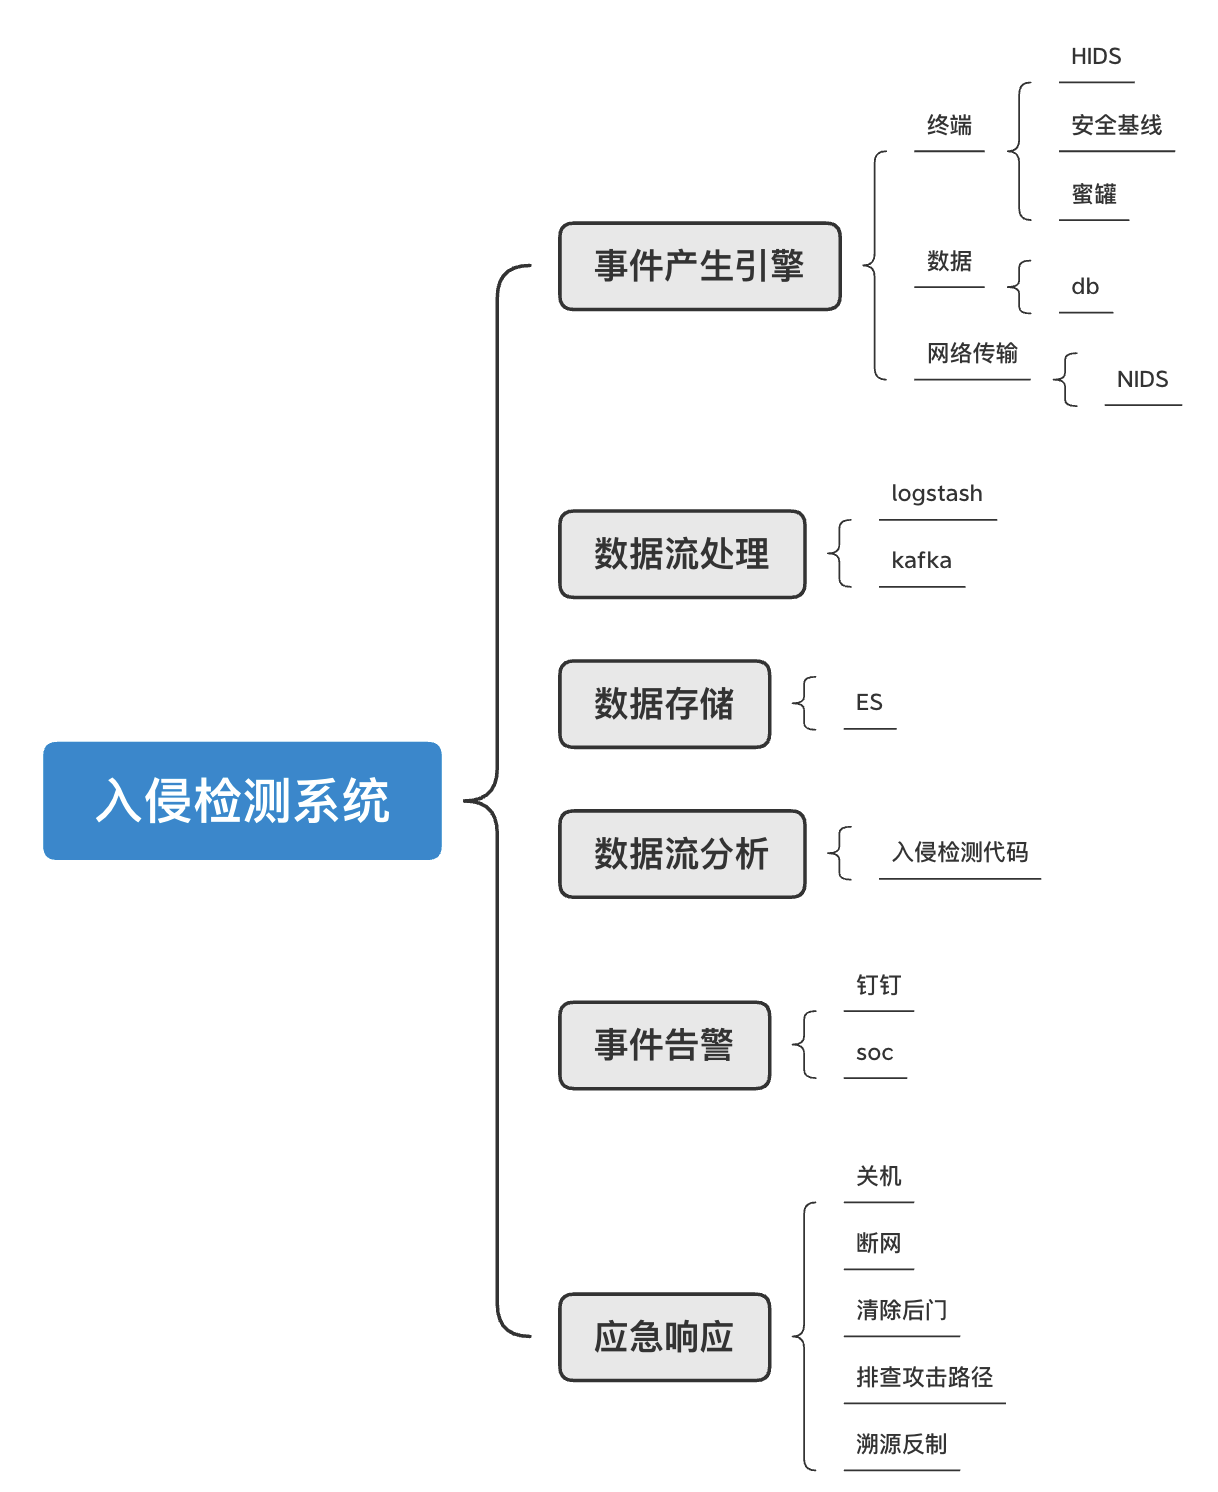 入侵检测系统
事件产生引擎
终端
HIDS
安全基线
蜜罐
数据
db
网络传输
NIDS
数据流处理
logstash
kafka
数据存储
ES
数据流分析
入侵检测代码
事件告警
钉钉
soc
应急响应
关机
断网
清除后门
排查攻击路径
溯源反制